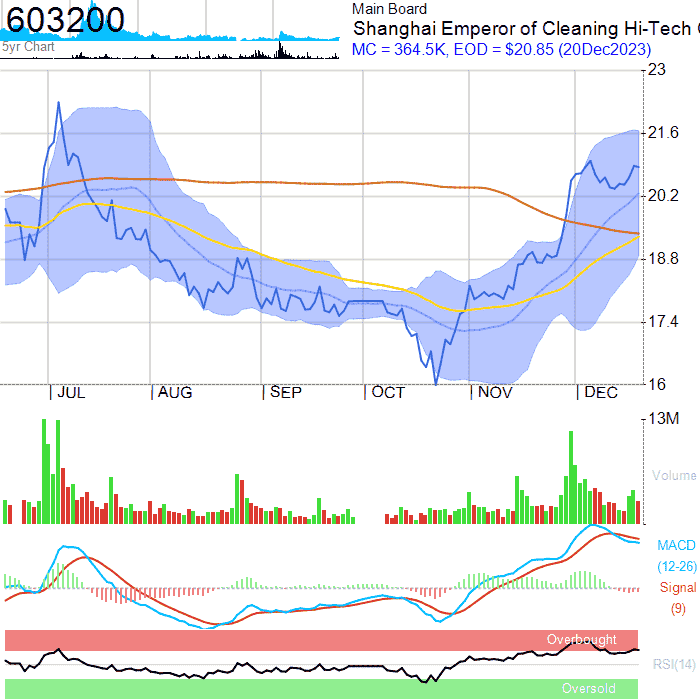 603200
5yr Chart
Main Board
Shanghai Emperor of Cleaning Hi-Tech
MC = 364.5K, EOD = $20.85 (20Dec2023)
23
21.6
20.2
18.8
17.4
16
JUL AUG SEP OCT NOV DEC
13M
Volume
MACD
(12-26)
Signal
(9)
Overbought
RSI(14)
Oversold